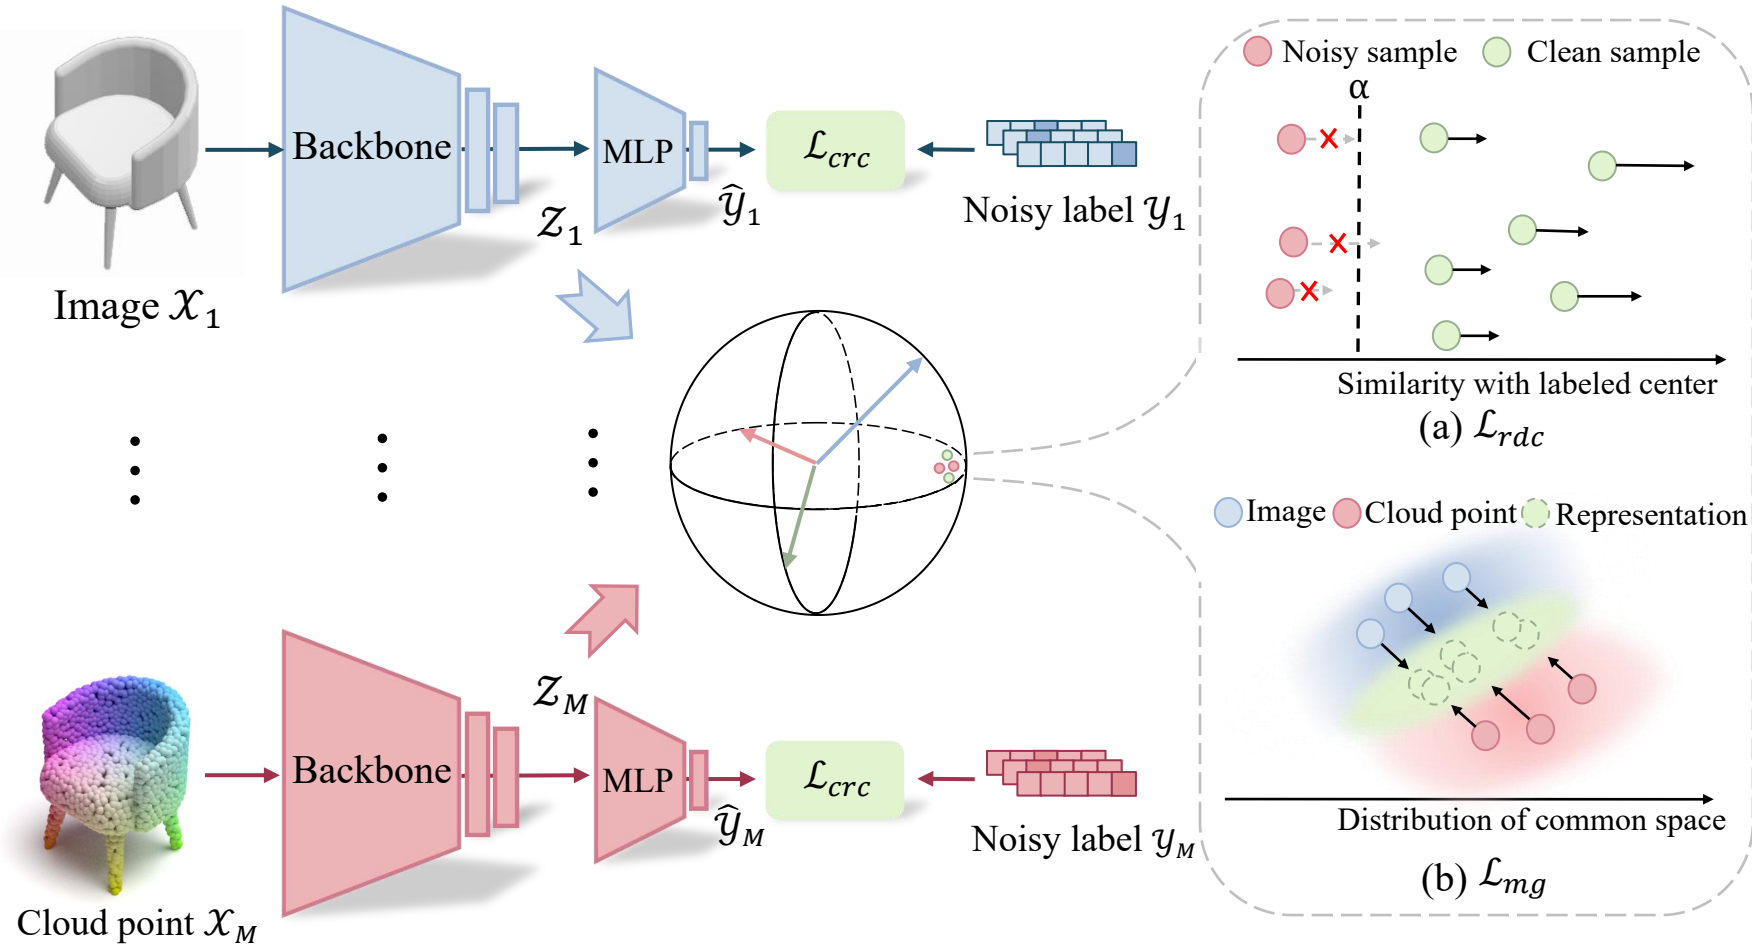 Noisy sample
Clean sample
α
Backbone
MLP
ℒcrc
𝒵1
ŷ1
Noisy label 𝒴1
Image 𝒳1
Similarity with labeled center
(a) ℒrdc
Image
Cloud point
Representation
𝒵M
Backbone
MLP
ℒcrc
ŷM
Noisy label 𝒴M
Cloud point 𝒳M
Distribution of common space
(b) ℒmg